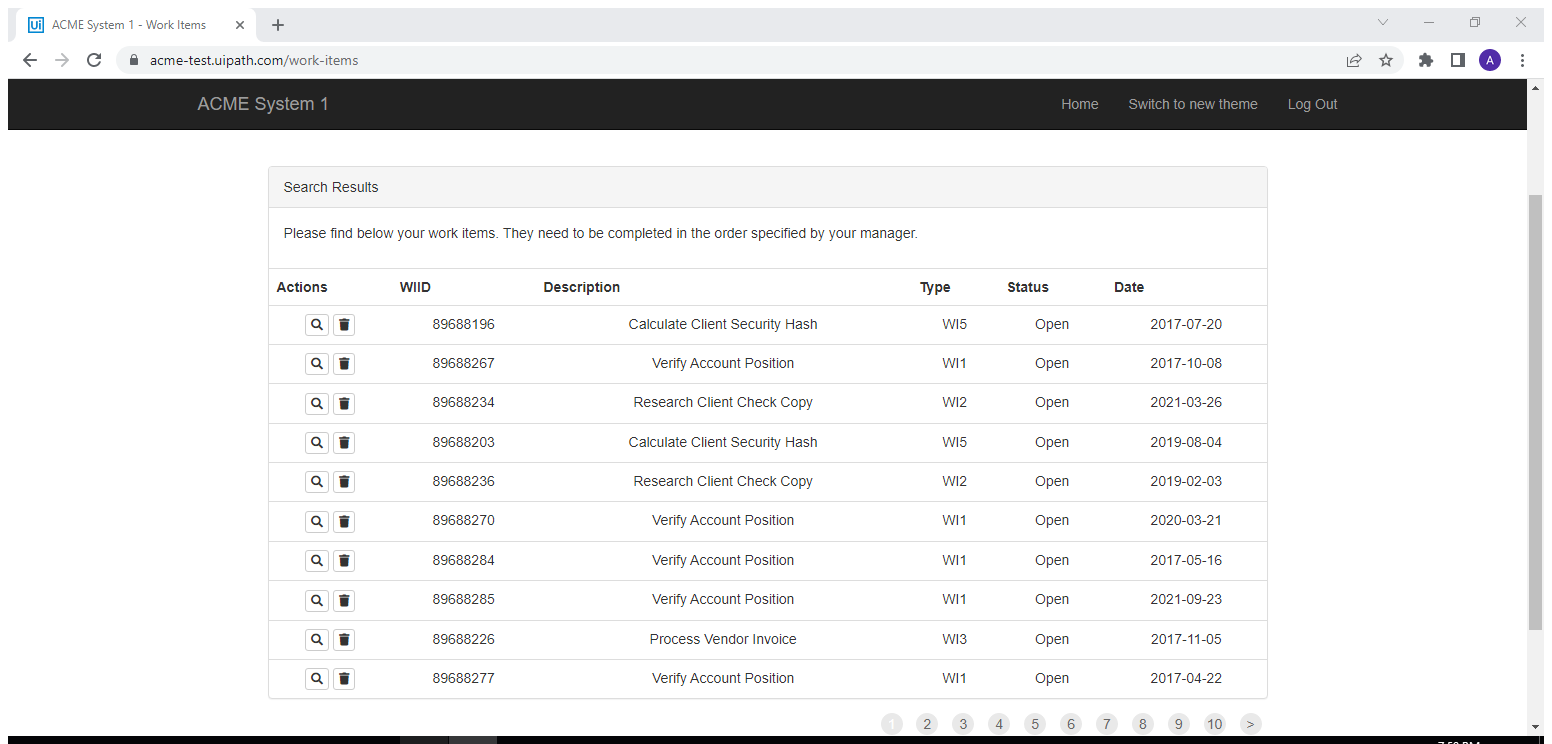 Ui ACME System 1 - Work Items
acme-test.uipath.com/work-items
A
ACME System 1 Home Switch to new theme Log Out
Search Results
Please find below your work items. They need to be completed in the order specified by your manager.
Actions WIID Description Type Status Date
89688196 Calculate Client Security Hash WI5 Open 2017-07-20
89688267 Verify Account Position WI1 Open 2017-10-08
89688234 Research Client Check Copy WI2 Open 2021-03-26
89688203 Calculate Client Security Hash WI5 Open 2019-08-04
89688236 Research Client Check Copy WI2 Open 2019-02-03
89688270 Verify Account Position WI1 Open 2020-03-21
89688284 Verify Account Position WI1 Open 2017-05-16
89688285 Verify Account Position WI1 Open 2021-09-23
89688226 Process Vendor Invoice WI3 Open 2017-11-05
89688277 Verify Account Position WI1 Open 2017-04-22
1 2 3 4 5 6 7 8 9 10 >